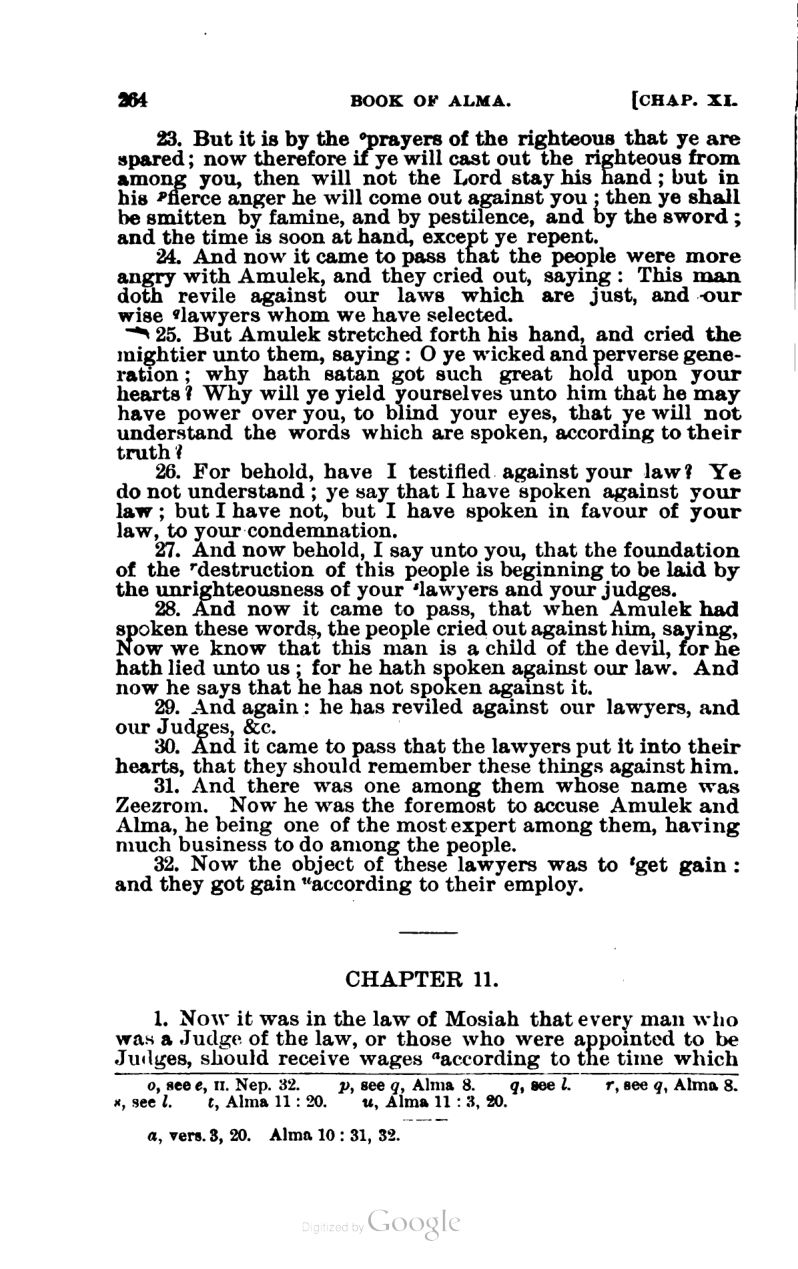 264 BOOK OF ALMA. [CHAP. XI.
23. But it is by the ᵒprayers of the righteous that ye are
spared; now therefore if ye will cast out the righteous from
among you, then will not the Lord stay his hand; but in
his ᵖfierce anger he will come out against you; then ye shall
be smitten by famine, and by pestilence, and by the sword;
and the time is soon at hand, except ye repent.
24. And now it came to pass that the people were more
angry with Amulek, and they cried out, saying: This man
doth revile against our laws which are just, and our
wise qlawyers whom we have selected.
25. But Amulek stretched forth his hand, and cried the
mightier unto them, saying: O ye wicked and perverse gene-
ration; why hath satan got such great hold upon your
hearts? Why will ye yield yourselves unto him that he may
have power over you, to blind your eyes, that ye will not
understand the words which are spoken, according to their
truth?
26. For behold, have I testified against your law? Ye
do not understand; ye say that I have spoken against your
law; but I have not, but I have spoken in favour of your
law, to your condemnation.
27. And now behold, I say unto you, that the foundation
of the ʳdestruction of this people is beginning to be laid by
the unrighteousness of your ˢlawyers and your judges.
28. And now it came to pass, that when Amulek had
spoken these words, the people cried out against him, saying,
Now we know that this man is a child of the devil, for he
hath lied unto us; for he hath spoken against our law. And
now he says that he has not spoken against it.
29. And again: he has reviled against our lawyers, and
our Judges, &c.
30. And it came to pass that the lawyers put it into their
hearts, that they should remember these things against him.
31. And there was one among them whose name was
Zeezrom. Now he was the foremost to accuse Amulek and
Alma, he being one of the most expert among them, having
much business to do among the people.
32. Now the object of these lawyers was to ᵗget gain:
and they got gain ᵘaccording to their employ.
CHAPTER 11.
1. Now it was in the law of Mosiah that every man who
was a Judge of the law, or those who were appointed to be
Judges, should receive wages ᵃaccording to the time which
o, see e, II. Nep. 32. p, see q, Alma 8. q, see l. r, see q, Alma 8.
s, see l. t, Alma 11 : 20. u, Alma 11 : 3, 20.
a, vers. 3, 20. Alma 10 : 31, 32.
Digitized by Google